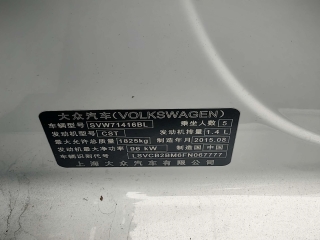 大众汽车(VOLKSWAGEN)
车辆型号 SVW71416BL 乘坐人数 5
发动机型号 CST 发动机排量 1.4 L
最大允许总质量 1825kg 制造年月 2015.08
发动机最大净功率 96 kW 制造国 中国
车辆识别代号 LSVCB2BM6FN067777
上海大众汽车有限公司